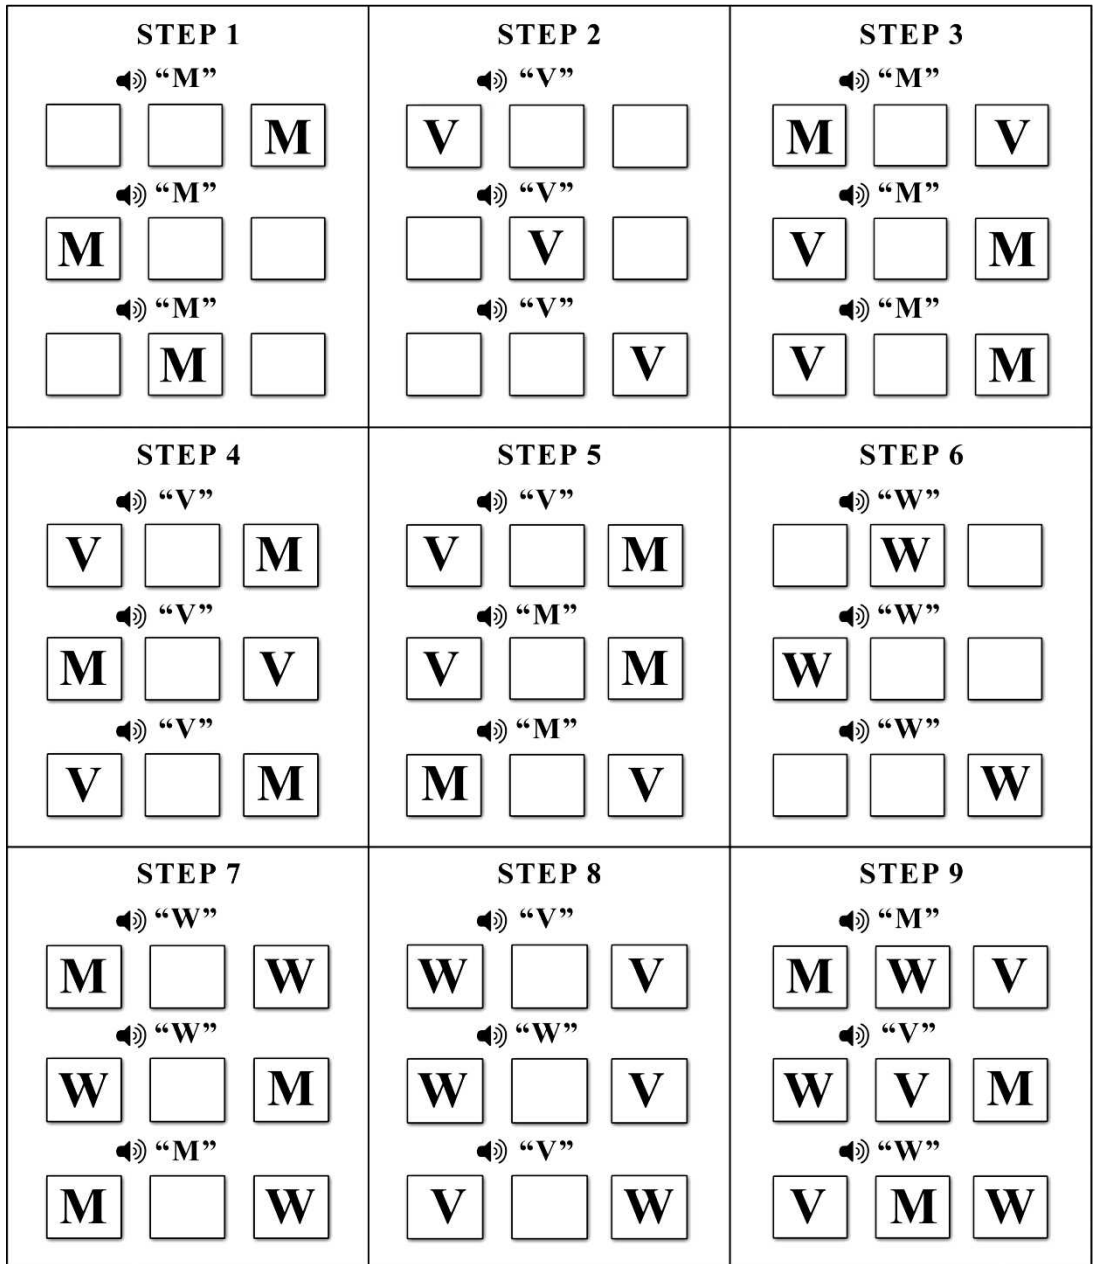 STEP 1
“M”
M
“M”
M
“M”
M
STEP 2
“V”
V
“V”
V
“V”
V
STEP 3
“M”
M V
“M”
V M
“M”
V M
STEP 4
“V”
V M
“V”
M V
“V”
V M
STEP 5
“V”
V M
“M”
V M
“M”
M V
STEP 6
“W”
W
“W”
W
“W”
W
STEP 7
“W”
M W
“W”
W M
“M”
M W
STEP 8
“V”
W V
“W”
W V
“V”
V W
STEP 9
“M”
M W V
“V”
W V M
“W”
V M W